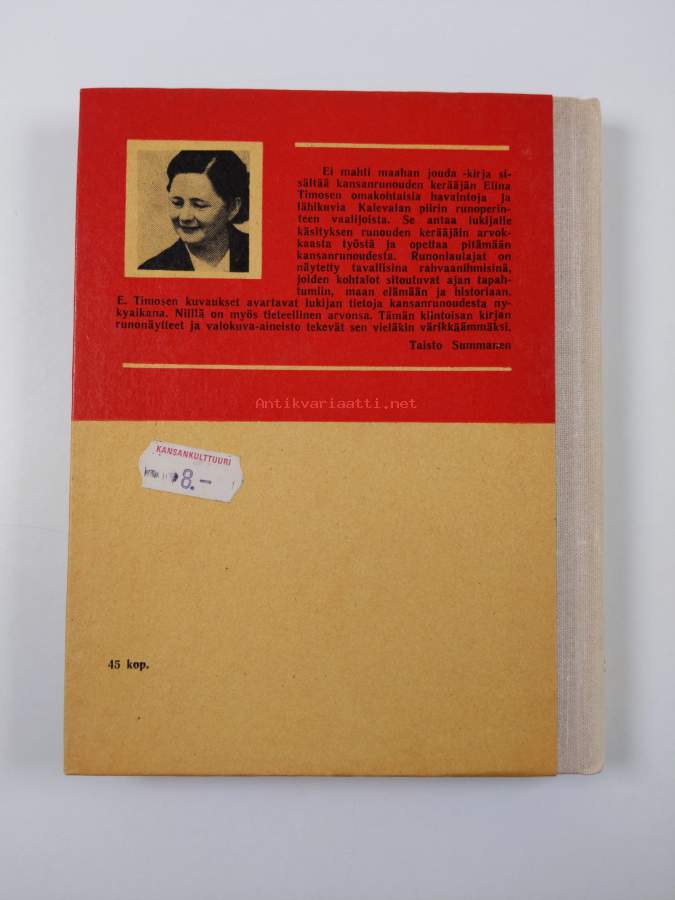 Ei mahti maahan jouda -kirja si-
sältää kansanrunouden kerääjän Elina
Timosen omakohtaisia havaintoja ja
lähikuvia Kalevalan piirin runoperin-
teen vaalijoista. Se antaa lukijalle
käsityksen runouden kerääjäin arvok-
kaasta työstä ja opettaa pitämään
kansanrunoudesta. Runonlaulajat on
näytetty tavallisina rahvaanihmisinä,
joiden kohtalot sitoutuvat ajan tapah-
tumiin, maan elämään ja historiaan.
E. Timosen kuvaukset avartavat lukijan tietoja kansanrunoudesta ny-
kyaikana. Niillä on myös tieteellinen arvonsa. Tämän kiintoisan kirjan
runonäytteet ja valokuva-aineisto tekevät sen vieläkin värikkäämmäksi.
Taisto Summanen
Antikvariaatti.net
KANSANKULTTUURI
8.-
45 kop.